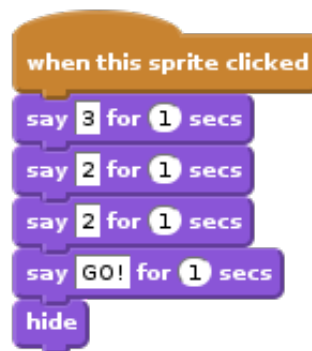 when this sprite clicked
say 3 for 1 secs
say 2 for 1 secs
say 2 for 1 secs
say GO! for 1 secs
hide